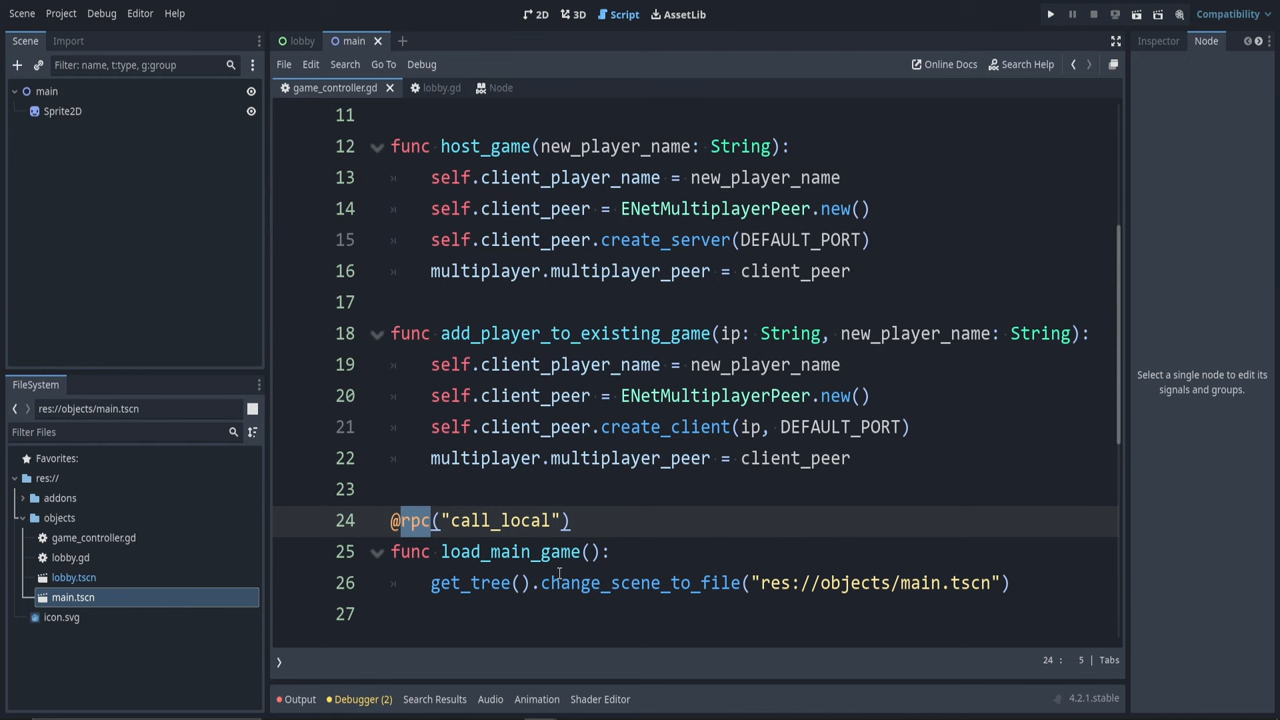 Scene Project Debug Editor Help 2D 3D Script AssetLib Compatibility
Scene Import lobby main Inspector Node
Filter: name, t:type, g:group File Edit Search Go To Debug Online Docs Search Help
main game_controller.gd lobby.gd Node
Sprite2D
11
12 func host_game(new_player_name: String):
13 self.client_player_name = new_player_name
14 self.client_peer = ENetMultiplayerPeer.new()
15 self.client_peer.create_server(DEFAULT_PORT)
16 multiplayer.multiplayer_peer = client_peer
17
18 func add_player_to_existing_game(ip: String, new_player_name: String):
19 self.client_player_name = new_player_name
20 self.client_peer = ENetMultiplayerPeer.new()
21 self.client_peer.create_client(ip, DEFAULT_PORT)
22 multiplayer.multiplayer_peer = client_peer
23
24 @rpc("call_local")
25 func load_main_game():
26 get_tree().change_scene_to_file("res://objects/main.tscn")
27
24 : 5 | Tabs
Output Debugger (2) Search Results Audio Animation Shader Editor 4.2.1.stable
FileSystem
res://objects/main.tscn
Filter Files
Favorites:
res://
addons
objects
game_controller.gd
lobby.gd
lobby.tscn
main.tscn
icon.svg
Select a single node to edit its
signals and groups.